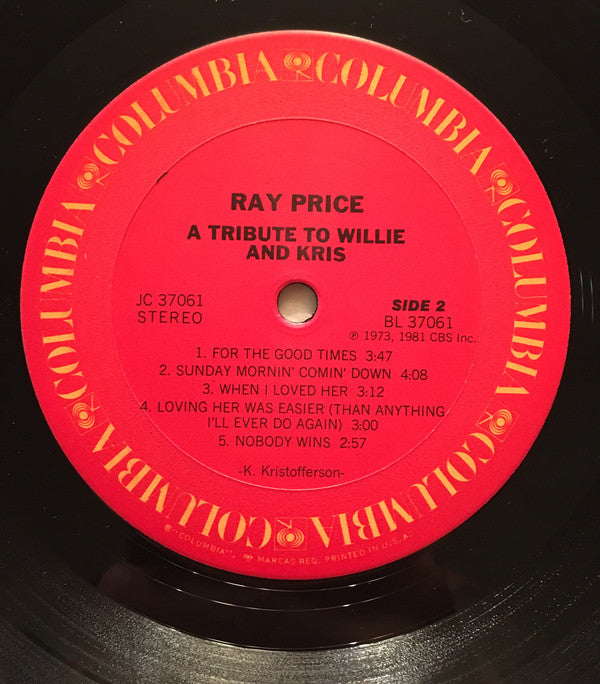 COLUMBIA COLUMBIA COLUMBIA COLUMBIA COLUMBIA COLUMBIA COLUMBIA COLUMBIA
RAY PRICE
A TRIBUTE TO WILLIE
AND KRIS
JC 37061
STEREO
SIDE 2
BL 37061
℗ 1973, 1981 CBS Inc.
1. FOR THE GOOD TIMES 3:47
2. SUNDAY MORNIN' COMIN' DOWN 4:08
3. WHEN I LOVED HER 3:12
4. LOVING HER WAS EASIER (THAN ANYTHING
I'LL EVER DO AGAIN) 3:00
5. NOBODY WINS 2:57
-K. Kristofferson-
"COLUMBIA", MARCAS REG. PRINTED IN U.S.A.